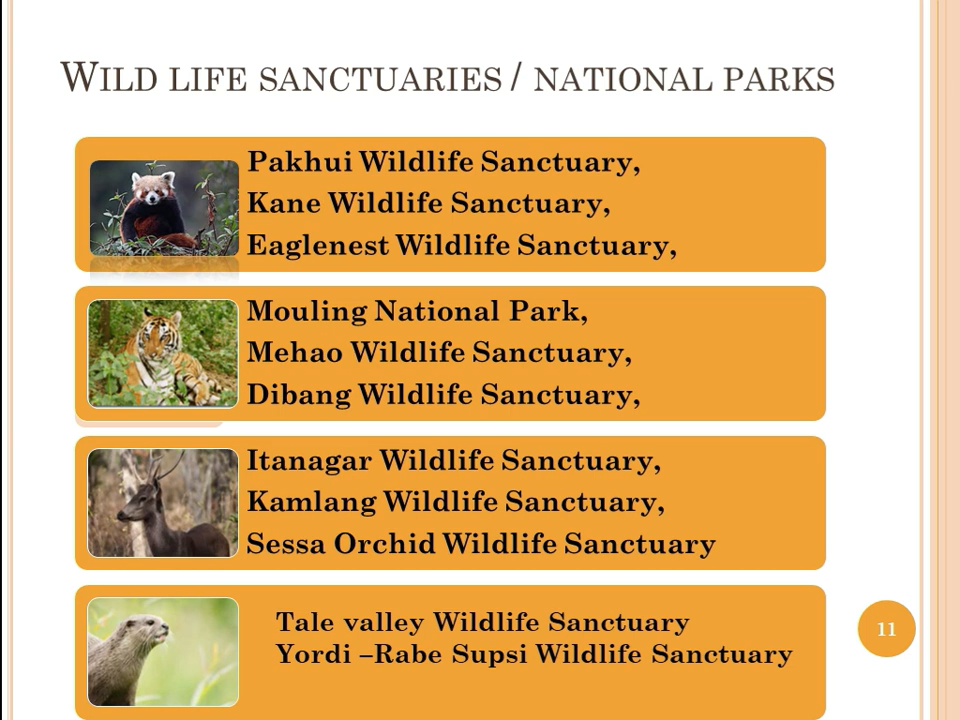 WILD LIFE SANCTUARIES / NATIONAL PARKS
Pakhui Wildlife Sanctuary,
Kane Wildlife Sanctuary,
Eaglenest Wildlife Sanctuary,
Mouling National Park,
Mehao Wildlife Sanctuary,
Dibang Wildlife Sanctuary,
Itanagar Wildlife Sanctuary,
Kamlang Wildlife Sanctuary,
Sessa Orchid Wildlife Sanctuary
Tale valley Wildlife Sanctuary
Yordi –Rabe Supsi Wildlife Sanctuary
11